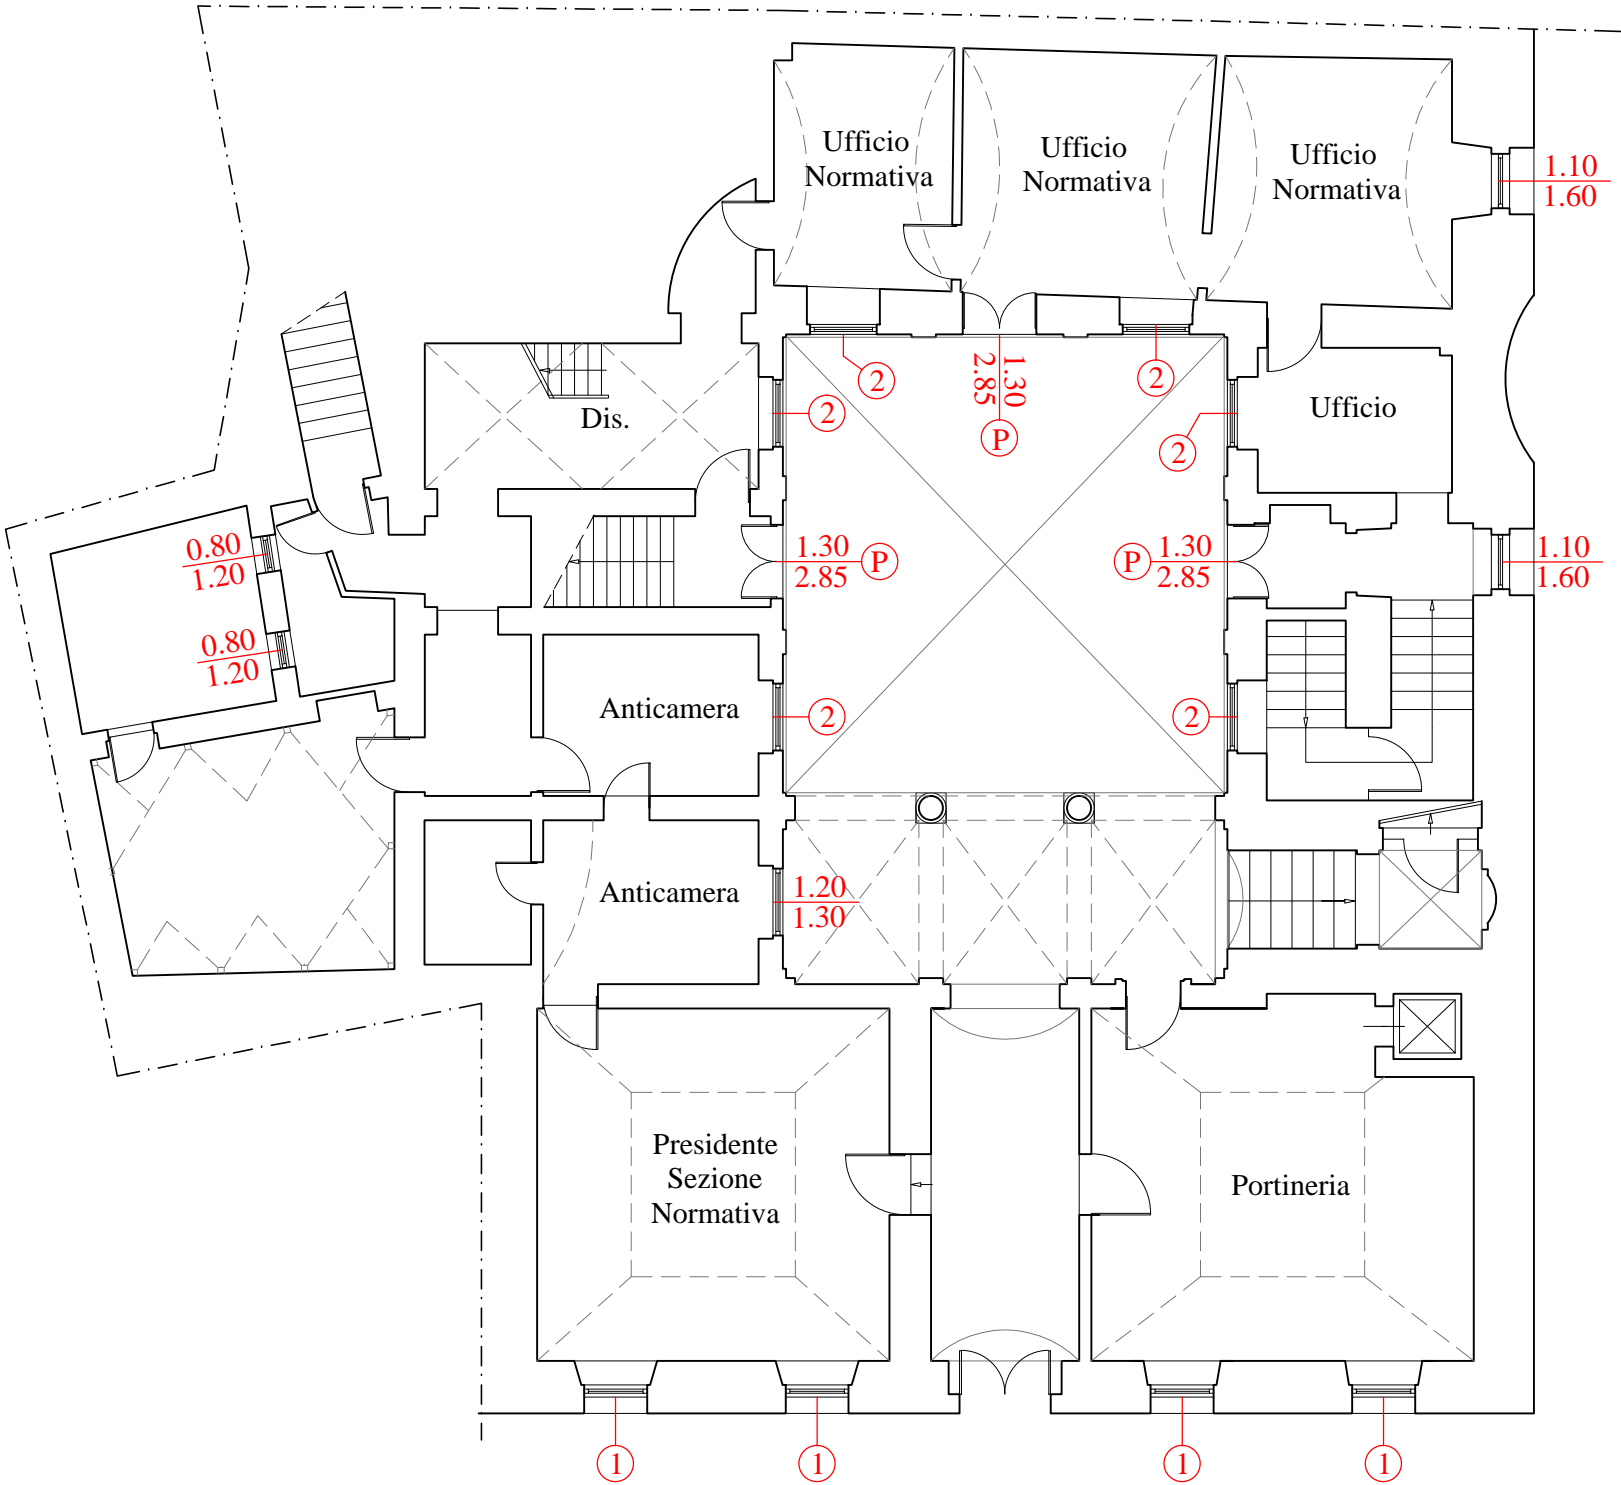 Ufficio
Normativa
Ufficio
Normativa
Ufficio
Normativa
1.10
1.60
2
1.30
2.85
P
2
Dis.
2
2
Ufficio
0.80
1.20
1.30
2.85
P
P
1.30
2.85
1.10
1.60
0.80
1.20
Anticamera
2
2
Anticamera
1.20
1.30
Presidente
Sezione
Normativa
Portineria
1
1
1
1